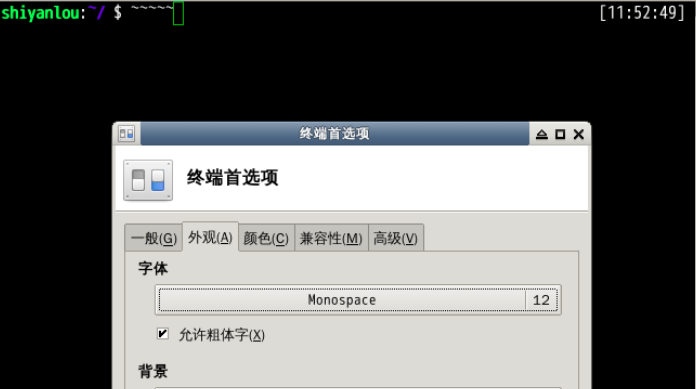 shiyanlou:~/ $ ~~~~~ [11:52:49]
终端首选项
终端首选项
一般(G) 外观(A) 颜色(C) 兼容性(M) 高级(V)
字体
Monospace 12
允许粗体字(X)
背景